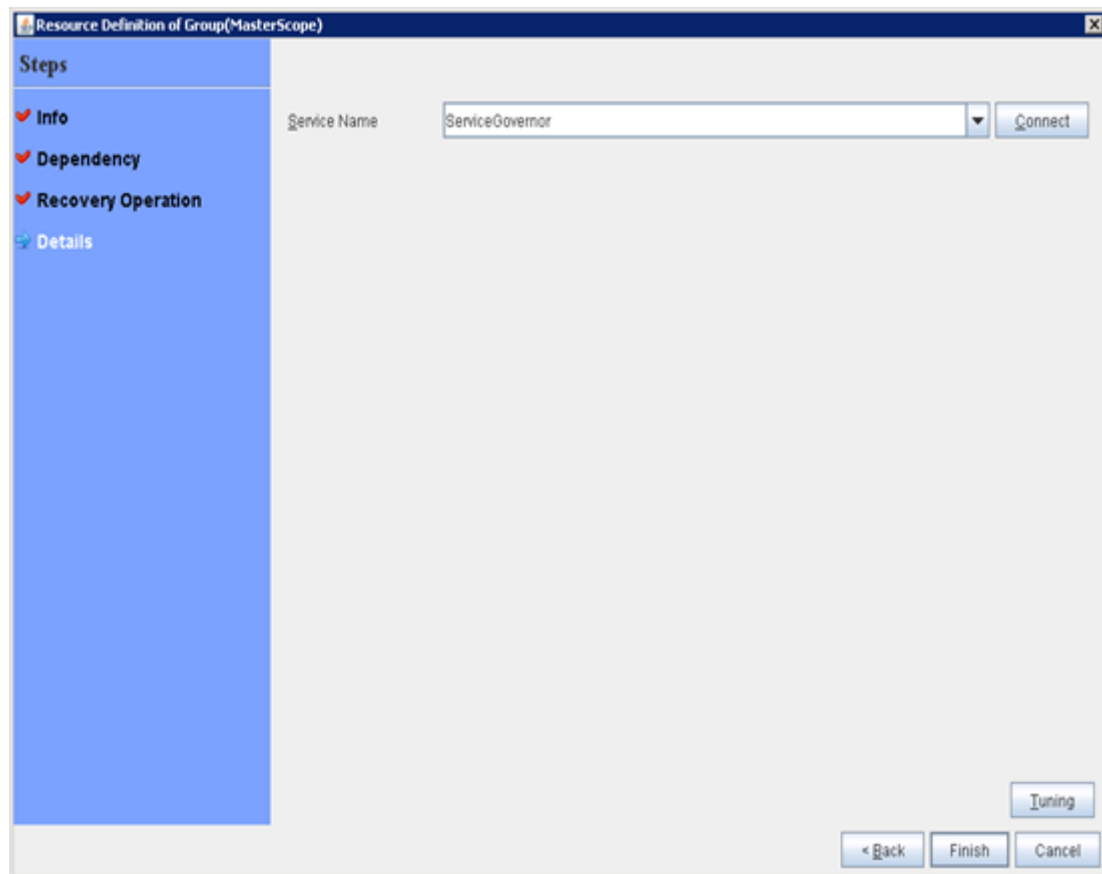 Resource Definition of Group(MasterScope)
Steps
Info
Service Name ServiceGovernor Connect
Dependency
Recovery Operation
Details
Tuning
< Back Finish Cancel